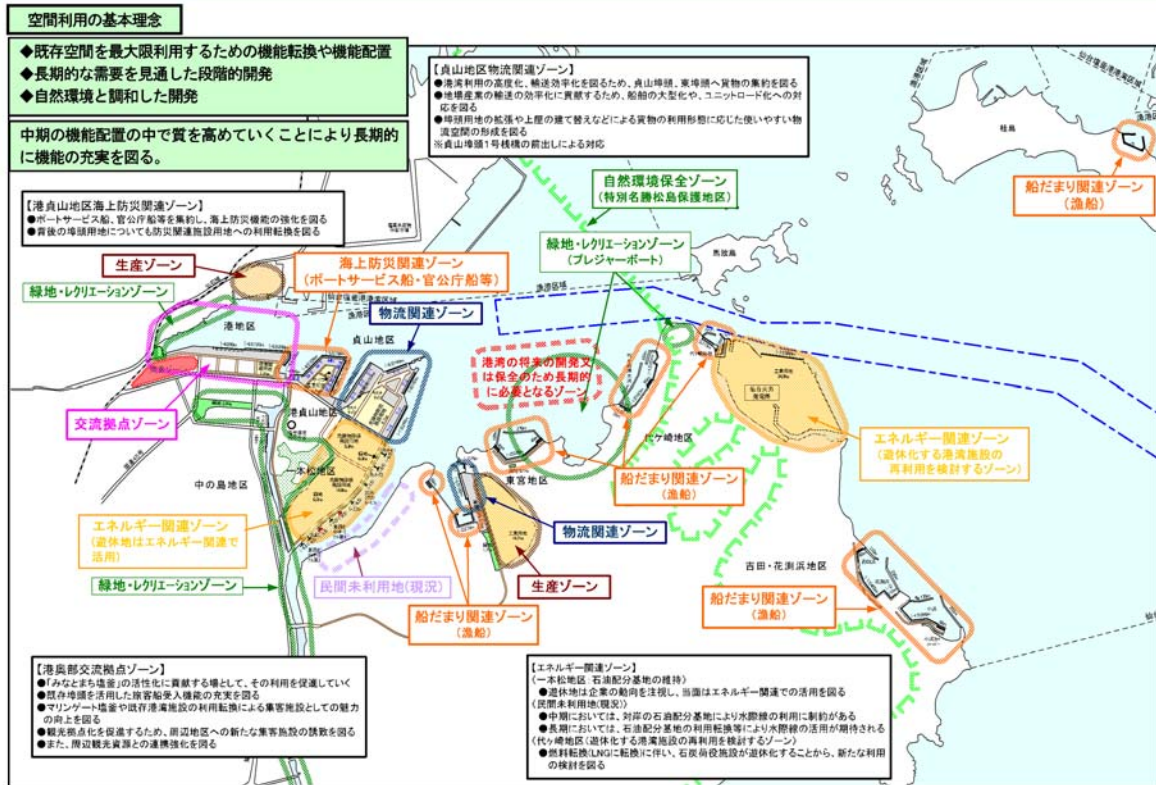 空間利用の基本理念
◆既存空間を最大限利用するための機能転換や機能配置
◆長期的な需要を見通した段階的開発
◆自然環境と調和した開発
中期の機能配置の中で質を高めていくことにより長期的
に機能の充実を図る。
【貞山地区物流関連ゾーン】
●港湾利用の高度化、輸送効率化を図るため、貞山埠頭、東埠頭へ貨物の集約を図る
●地場産業の輸送の効率化に貢献するため、船舶の大型化や、ユニットロード化への対
応を図る
●埠頭用地の拡張や上屋の建て替えなどによる貨物の利用形態に応じた使いやすい物
流空間の形成を図る
※貞山埠頭1号桟橋の前出しによる対応
【港貞山地区海上防災関連ゾーン】
●ポートサービス船、官公庁船等を集約し、海上防災機能の強化を図る
●背後の埠頭用地についても防災関連施設用地への利用転換を図る
桂島
船だまり関連ゾーン
(漁船)
自然環境保全ゾーン
(特別名勝松島保護地区)
緑地・レクリエーションゾーン
(プレジャーボート)
馬放島
生産ゾーン
海上防災関連ゾーン
(ポートサービス船・官公庁船等)
緑地・レクリエーションゾーン
物流関連ゾーン
港地区
貞山地区
港湾の将来の開発又
は保全のため長期的
に必要となるゾーン
交流拠点ゾーン
港貞山地区
一本松地区
中の島地区
代ケ崎地区
東宮地区
エネルギー関連ゾーン
(遊休化する港湾施設の
再利用を検討するゾーン)
船だまり関連ゾーン
(漁船)
エネルギー関連ゾーン
(遊休地はエネルギー関連で
活用)
物流関連ゾーン
民間未利用地(現況)
生産ゾーン
緑地・レクリエーションゾーン
船だまり関連ゾーン
(漁船)
吉田・花渕浜地区
船だまり関連ゾーン
(漁船)
【港奥部交流拠点ゾーン】
●「みなとまち塩釜」の活性化に貢献する場として、その利用を促進していく
●既存埠頭を活用した旅客船受入機能の充実を図る
●マリンゲート塩釜や既存港湾施設の利用転換による集客施設としての魅力
の向上を図る
●観光拠点化を促進するため、周辺地区への新たな集客施設の誘致を図る
●また、周辺観光資源との連携強化を図る
【エネルギー関連ゾーン】
〈一本松地区:石油配分基地の維持〉
●遊休地は企業の動向を注視し、当面はエネルギー関連での活用を図る
〈民間未利用地(現況)〉
●中期においては、対岸の石油配分基地により水際線の利用に制約がある
●長期においては、石油配分基地の利用転換等により水際線の活用が期待される
〈代ヶ崎地区(遊休化する港湾施設の再利用を検討するゾーン)〉
●燃料転換(LNGに転換)に伴い、石炭荷役施設が遊休化することから、新たな利用
の検討を図る